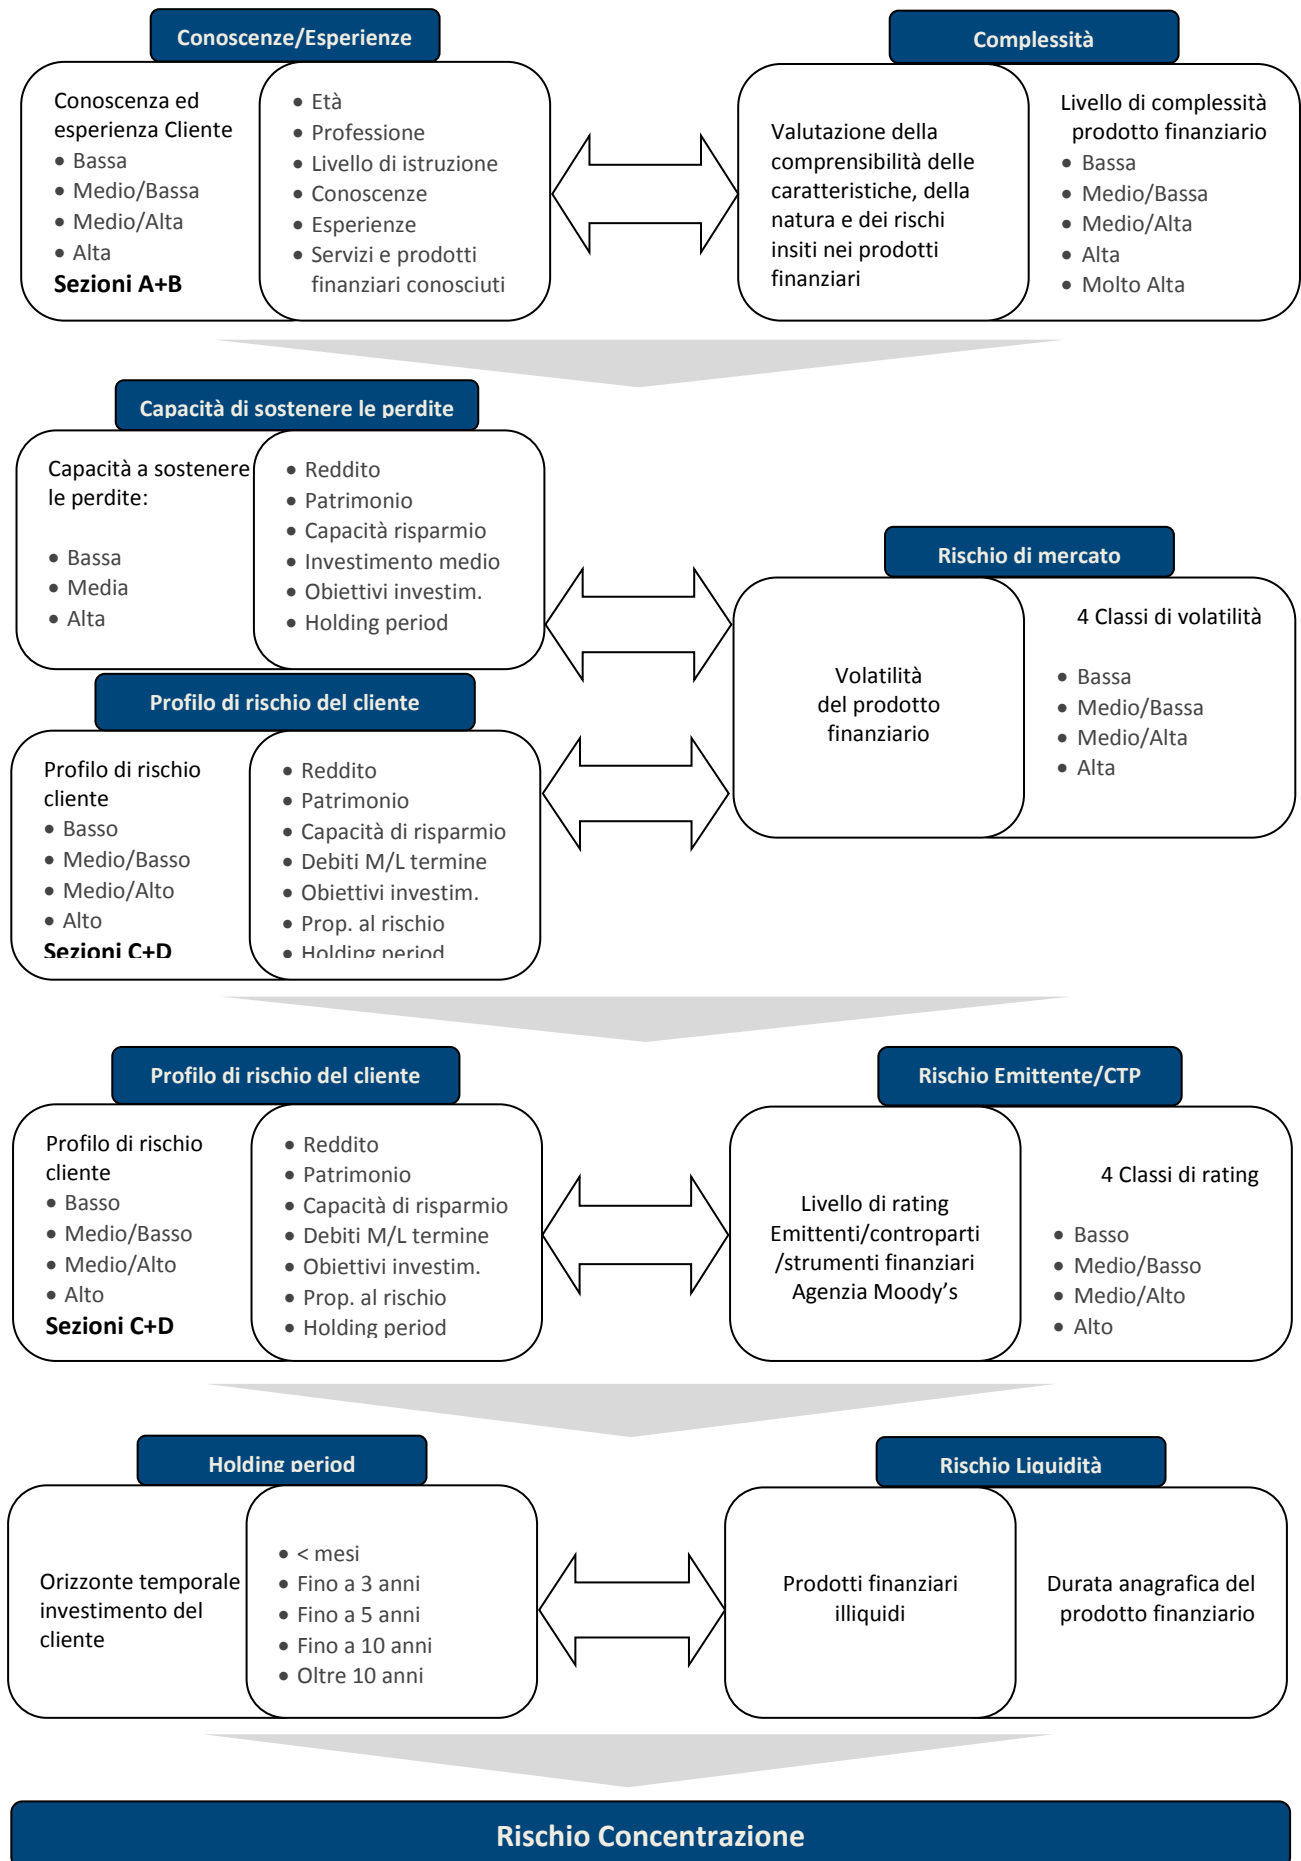 Conoscenze/Esperienze
Conoscenza ed
esperienza Cliente
• Bassa
• Medio/Bassa
• Medio/Alta
• Alta
Sezioni A+B
• Età
• Professione
• Livello di istruzione
• Conoscenze
• Esperienze
• Servizi e prodotti
finanziari conosciuti
Complessità
Valutazione della
comprensibilità delle
caratteristiche, della
natura e dei rischi
insiti nei prodotti
finanziari
Livello di complessità
prodotto finanziario
• Bassa
• Medio/Bassa
• Medio/Alta
• Alta
• Molto Alta
Capacità di sostenere le perdite
Capacità a sostenere
le perdite:
• Bassa
• Media
• Alta
• Reddito
• Patrimonio
• Capacità risparmio
• Investimento medio
• Obiettivi investim.
• Holding period
Profilo di rischio del cliente
Profilo di rischio
cliente
• Basso
• Medio/Basso
• Medio/Alto
• Alto
Sezioni C+D
• Reddito
• Patrimonio
• Capacità di risparmio
• Debiti M/L termine
• Obiettivi investim.
• Prop. al rischio
• Holding period
Rischio di mercato
Volatilità
del prodotto
finanziario
4 Classi di volatilità
• Bassa
• Medio/Bassa
• Medio/Alta
• Alta
Profilo di rischio del cliente
Profilo di rischio
cliente
• Basso
• Medio/Basso
• Medio/Alto
• Alto
Sezioni C+D
• Reddito
• Patrimonio
• Capacità di risparmio
• Debiti M/L termine
• Obiettivi investim.
• Prop. al rischio
• Holding period
Rischio Emittente/CTP
Livello di rating
Emittenti/controparti
/strumenti finanziari
Agenzia Moody’s
4 Classi di rating
• Basso
• Medio/Basso
• Medio/Alto
• Alto
Holding period
Orizzonte temporale
investimento del
cliente
• < mesi
• Fino a 3 anni
• Fino a 5 anni
• Fino a 10 anni
• Oltre 10 anni
Rischio Liquidità
Prodotti finanziari
illiquidi
Durata anagrafica del
prodotto finanziario
Rischio Concentrazione